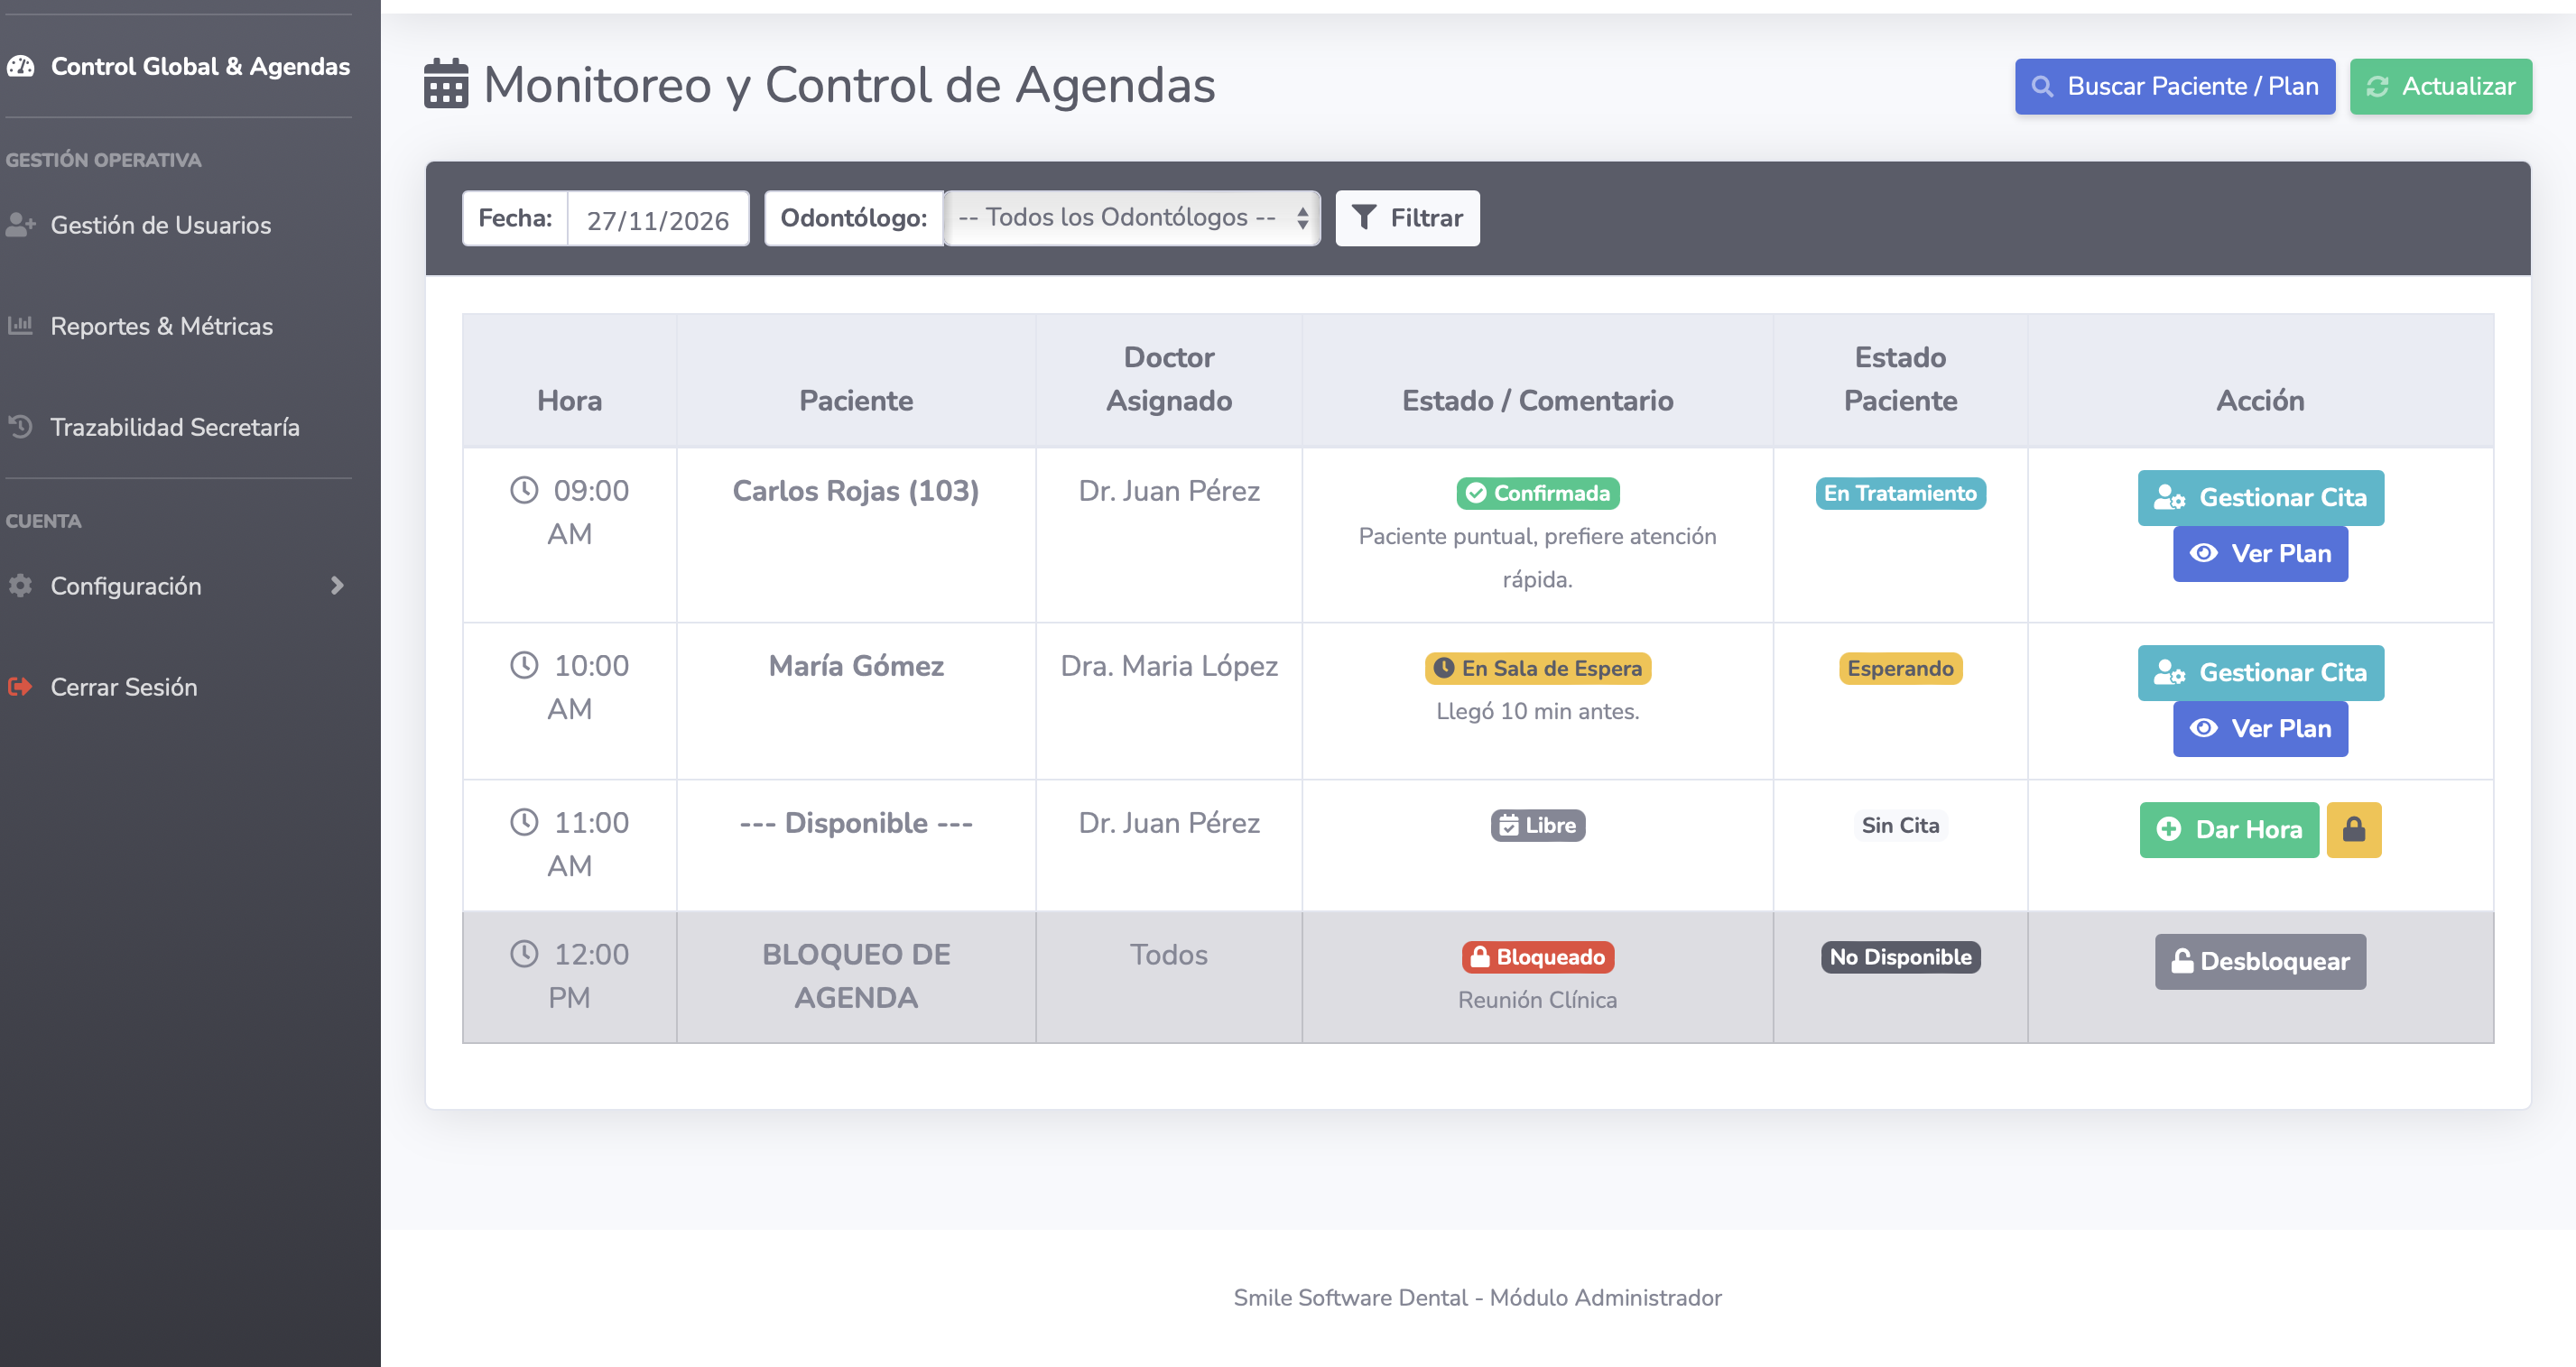 Control Global & Agendas
GESTIÓN OPERATIVA
Gestión de Usuarios
Reportes & Métricas
Trazabilidad Secretaría
CUENTA
Configuración
Cerrar Sesión
Monitoreo y Control de Agendas
Buscar Paciente / Plan
Actualizar
Fecha: 27/11/2026 Odontólogo: -- Todos los Odontólogos -- Filtrar
Hora Paciente Doctor Asignado Estado / Comentario Estado Paciente Acción
09:00 AM Carlos Rojas (103) Dr. Juan Pérez Confirmada En Tratamiento Gestionar Cita
Paciente puntual, prefiere atención rápida. Ver Plan
10:00 AM María Gómez Dra. Maria López En Sala de Espera Esperando Gestionar Cita
Llegó 10 min antes. Ver Plan
11:00 AM --- Disponible --- Dr. Juan Pérez Libre Sin Cita Dar Hora
12:00 PM BLOQUEO DE AGENDA Todos Bloqueado No Disponible Desbloquear
Reunión Clínica
Smile Software Dental - Módulo Administrador